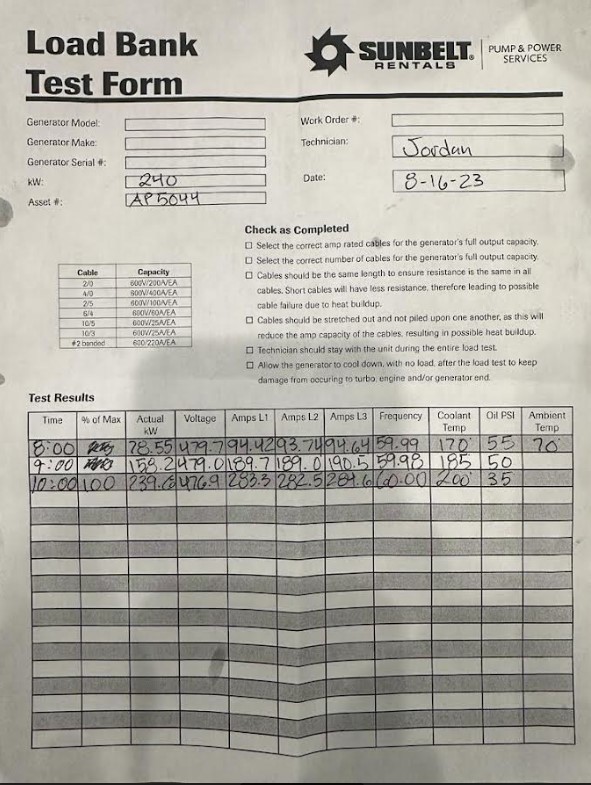 Load Bank
Test Form
SUNBELT®
RENTALS
PUMP & POWER
SERVICES
Generator Model:
Generator Make:
Generator Serial #:
kW: 240
Asset #: AP5044
Work Order #:
Technician: Jordan
Date: 8-16-23
Check as Completed
☐ Select the correct amp rated cables for the generator's full output capacity.
☐ Select the correct number of cables for the generator's full output capacity.
☐ Cables should be the same length to ensure resistance is the same in all
cables. Short cables will have less resistance, therefore leading to possible
cable failure due to heat buildup.
☐ Cables should be stretched out and not piled upon one another, as this will
reduce the amp capacity of the cables, resulting in possible heat buildup.
☐ Technician should stay with the unit during the entire load test.
☐ Allow the generator to cool down, with no load, after the load test to keep
damage from occuring to turbo, engine and/or generator end.
Cable Capacity
2/0 600V/200A/EA
4/0 600V/400A/EA
2/5 600V/100A/EA
6/4 600V/60A/EA
10/5 600V/25A/EA
10/3 600V/25A/EA
#2 banded 600/220A/EA
Test Results
Time % of Max Actual kW Voltage Amps L1 Amps L2 Amps L3 Frequency Coolant Temp Oil PSI Ambient Temp
8:00 78.55 479.7 94.42 93.74 94.64 59.99 170° 55 70°
9:00 158.2 479.0 189.7 189.0 190.5 59.98 185° 50
10:00 100 476.9 283.3 282.5 284.6 60.00 200° 35